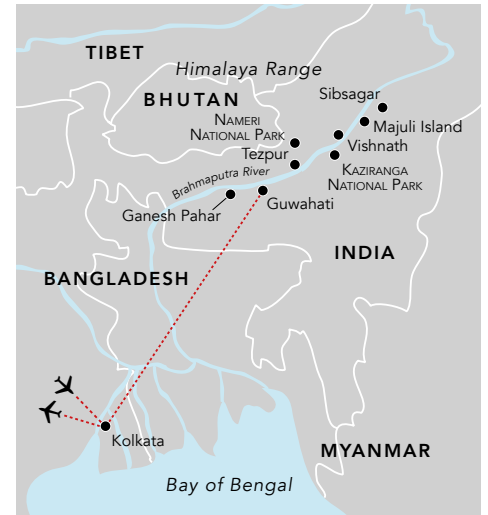 TIBET
Himalaya Range
BHUTAN
Sibsagar
NAMERI
NATIONAL PARK
Majuli Island
Vishnath
Tezpur
KAZIRANGA
NATIONAL PARK
Brahmaputra River
Guwahati
Ganesh Pahar
INDIA
BANGLADESH
Kolkata
MYANMAR
Bay of Bengal